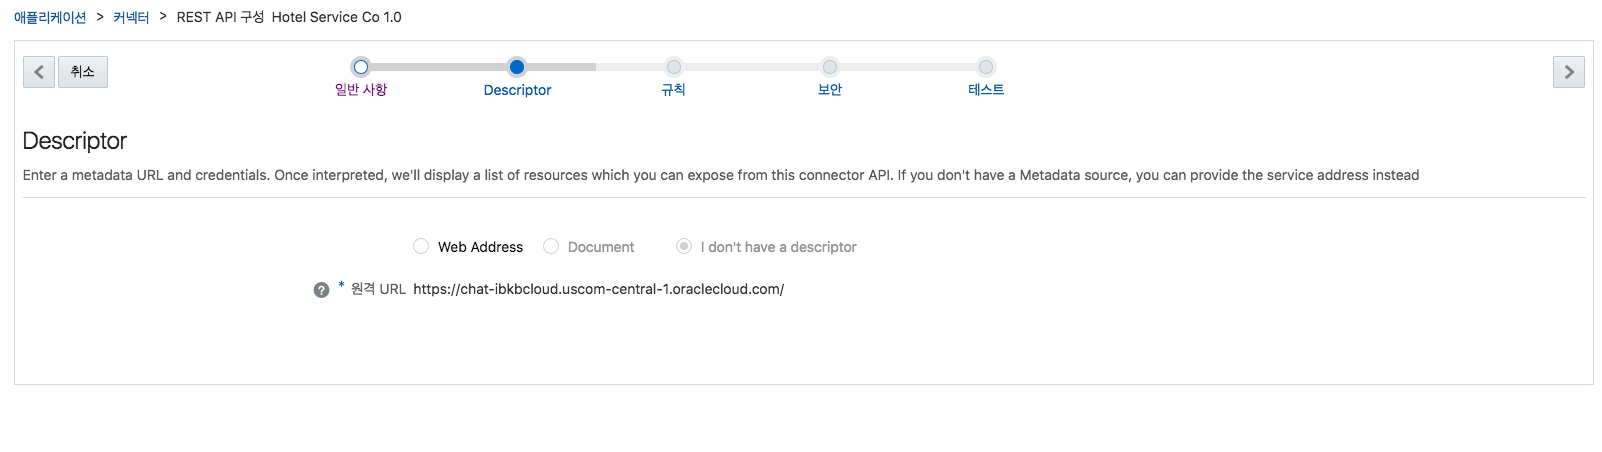 애플리케이션 > 커넥터 > REST API 구성 Hotel Service Co 1.0
취소
일반 사항 Descriptor 규칙 보안 테스트
Descriptor
Enter a metadata URL and credentials. Once interpreted, we'll display a list of resources which you can expose from this connector API. If you don't have a Metadata source, you can provide the service address instead
Web Address Document I don't have a descriptor
? * 원격 URL https://chat-ibkbcloud.uscom-central-1.oraclecloud.com/